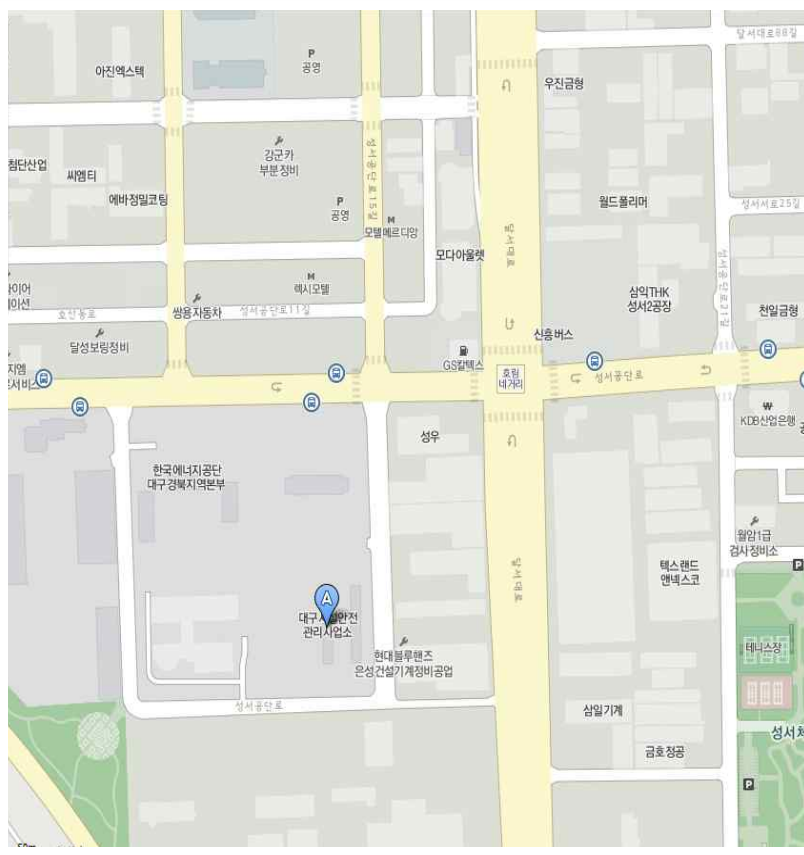 달서대로88길
P
공영
아진엑스텍
우진금형
강군카
부분정비
첨단산업
씨엠티
에바정밀코팅
P
공영
성서공단로15길
M
모텔메르디앙
월드폴리머
성서서로25길
달서대로
모다아울렛
성서공단로21길
M
렉시모텔
삼익THK
성서2공장
천일금형
호산동로
쌍용자동차
성서공단로11길
신흥버스
달성보링정비
GS칼텍스
호림
네거리
성서공단로
₩
KDB산업은행
성우
한국에너지공단
대구경북지역본부
월암1급
검사정비소
P
달서대로
텍스랜드
앤벡스코
A
대구시설안전
관리사업소
테니스장
현대블루핸즈
은성건설기계정비공업
성서공단로
삼일기계
금호정공
P
50m